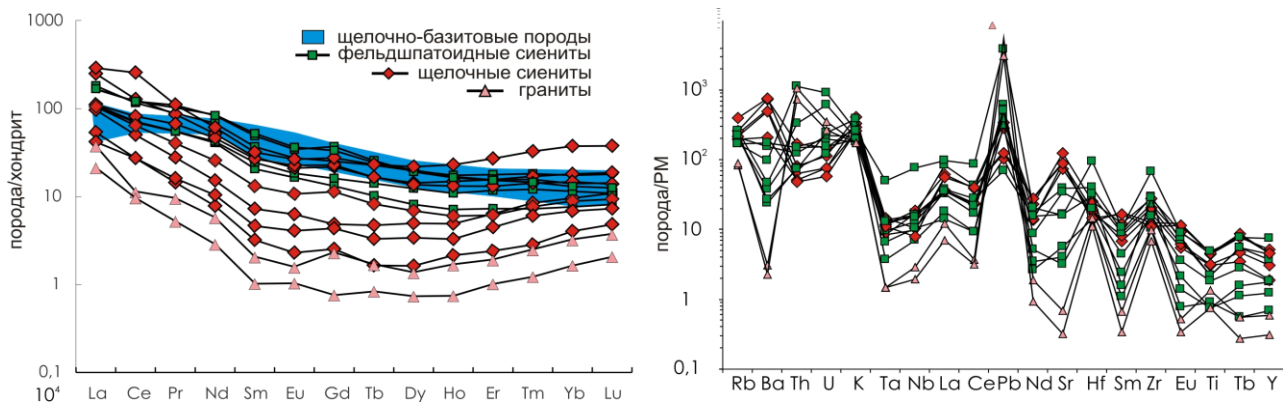 1000
100
10
1
0,1
10⁴
порода/хондрит
щелочно-базитовые породы
фельдшпатоидные сиениты
щелочные сиениты
граниты
La Ce Pr Nd Sm Eu Gd Tb Dy Ho Er Tm Yb Lu
10³
10²
10
1
0,1
порода/PM
Rb Ba Th U K Ta Nb La Ce Pb Nd Sr Hf Sm Zr Eu Ti Tb Y